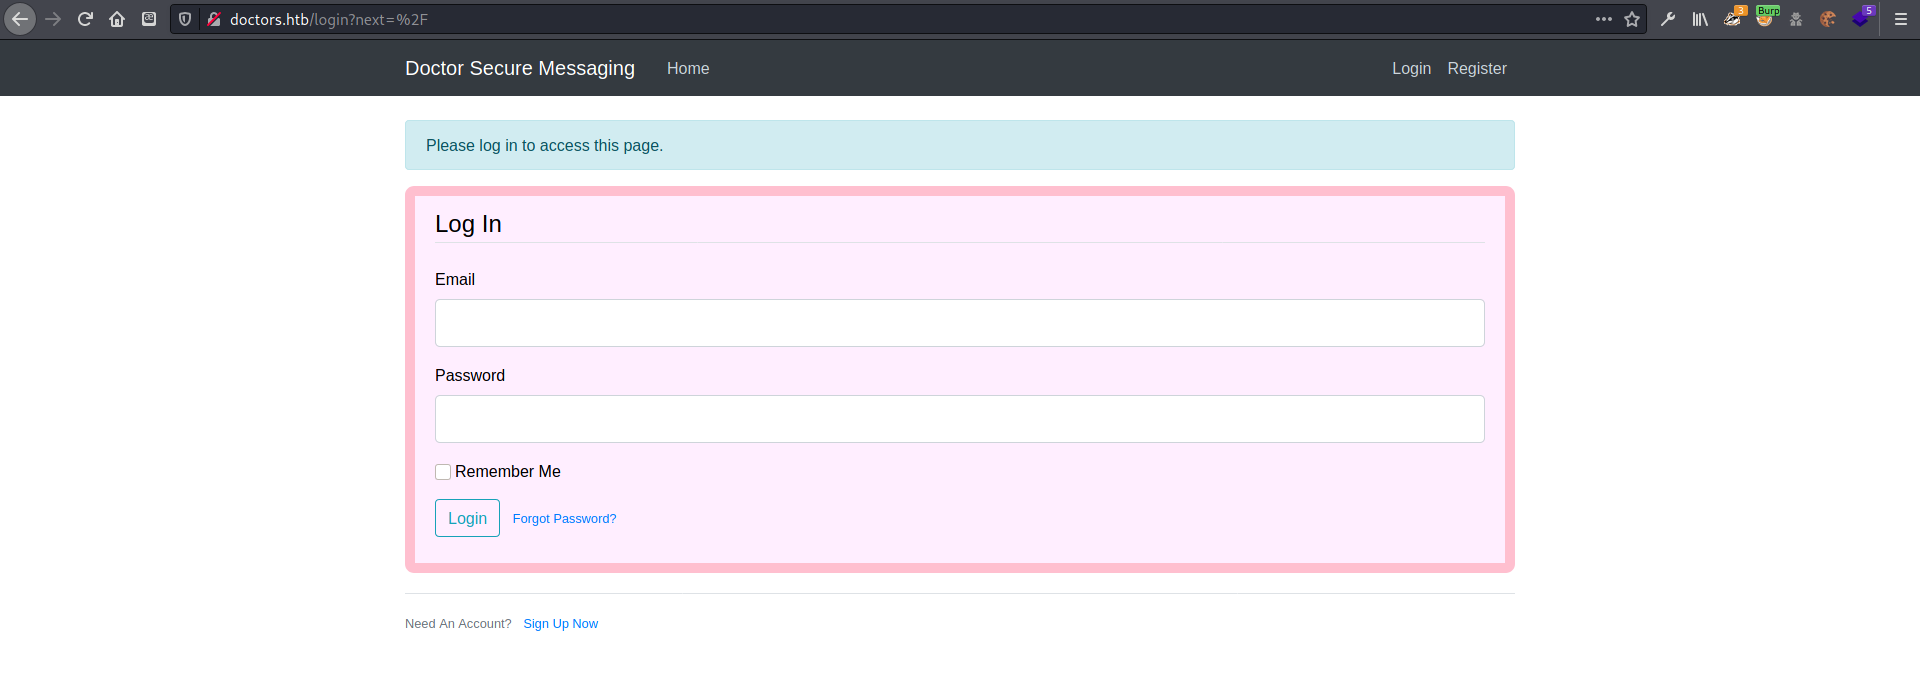 doctors.htb/login?next=%2F
3 Burp 5
Doctor Secure Messaging Home Login Register
Please log in to access this page.
Log In
Email
Password
Remember Me
Login Forgot Password?
Need An Account? Sign Up Now